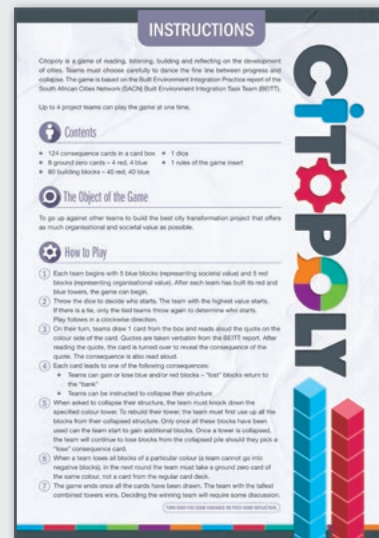 INSTRUCTIONS
Citopoly is a game of reading, listening, building and reflecting on the development
of cities. Teams must choose carefully to dance the fine line between progress and
collapse. The game is based on the Built Environment Integration Practice report of the
South African Cities Network (SACN) Built Environment Integration Task Team (BEITT).
Up to 4 project teams can play the game at one time.
Contents
124 consequence cards in a card box
8 ground zero cards – 4 red, 4 blue
80 building blocks – 40 red, 40 blue
1 dice
1 rules of the game insert
The Object of the Game
To go up against other teams to build the best city transformation project that offers
as much organisational and societal value as possible.
How to Play
1 Each team begins with 5 blue blocks (representing societal value) and 5 red
blocks (representing organisational value). After each team has built its red and
blue towers, the game can begin.
2 Throw the dice to decide who starts. The team with the highest value starts.
If there is a tie, only the tied teams throw again to determine who starts.
Play follows in a clockwise direction.
3 On their turn, teams draw 1 card from the box and reads aloud the quote on the
colour side of the card. Quotes are taken verbatim from the BEITT report. After
reading the quote, the card is turned over to reveal the consequence of the
quote. The consequence is also read aloud.
4 Each card leads to one of the following consequences:
Teams can gain or lose blue and/or red blocks – "lost" blocks return to
the "bank"
Teams can be instructed to collapse their structure.
5 When asked to collapse their structure, the team must knock down the
specified colour tower. To rebuild their tower, the team must first use up all the
blocks from their collapsed structure. Only once all these blocks have been
used can the team start to gain additional blocks. Once a tower is collapsed,
the team will continue to lose blocks from the collapsed pile should they pick a
"lose" consequence card.
6 When a team loses all blocks of a particular colour (a team cannot go into
negative blocks), in the next round the team must take a ground zero card of
the same colour, not a card from the regular card deck.
7 The game ends once all the cards have been drawn. The team with the tallest
combined towers wins. Deciding the winning team will require some discussion.
TURN OVER FOR SOME GUIDANCE ON POST-GAME REFLECTION.
CITOPOLY